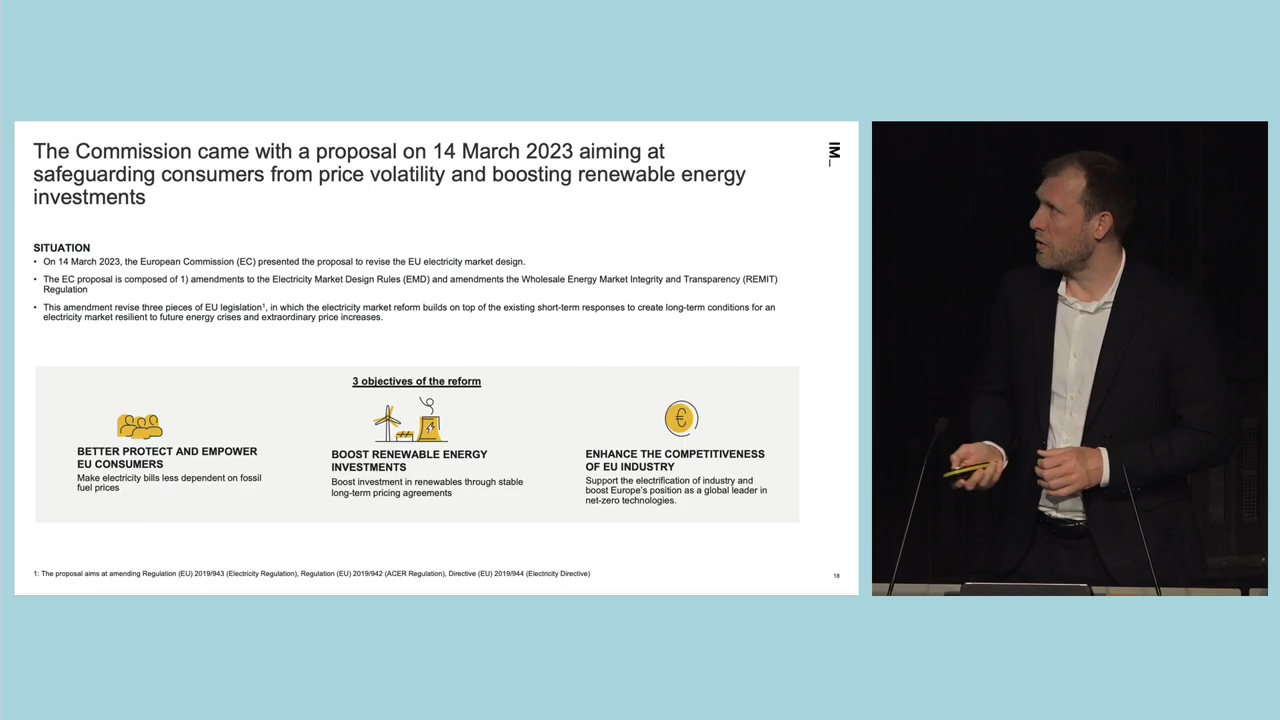 The Commission came with a proposal on 14 March 2023 aiming at
safeguarding consumers from price volatility and boosting renewable energy
investments
IM_
SITUATION
• On 14 March 2023, the European Commission (EC) presented the proposal to revise the EU electricity market design.
• The EC proposal is composed of 1) amendments to the Electricity Market Design Rules (EMD) and amendments the Wholesale Energy Market Integrity and Transparency (REMIT)
Regulation
• This amendment revise three pieces of EU legislation¹, in which the electricity market reform builds on top of the existing short-term responses to create long-term conditions for an
electricity market resilient to future energy crises and extraordinary price increases.
3 objectives of the reform
BETTER PROTECT AND EMPOWER
EU CONSUMERS
Make electricity bills less dependent on fossil
fuel prices
BOOST RENEWABLE ENERGY
INVESTMENTS
Boost investment in renewables through stable
long-term pricing agreements
€
ENHANCE THE COMPETITIVENESS
OF EU INDUSTRY
Support the electrification of industry and
boost Europe's position as a global leader in
net-zero technologies.
1: The proposal aims at amending Regulation (EU) 2019/943 (Electricity Regulation), Regulation (EU) 2019/942 (ACER Regulation), Directive (EU) 2019/944 (Electricity Directive)
18